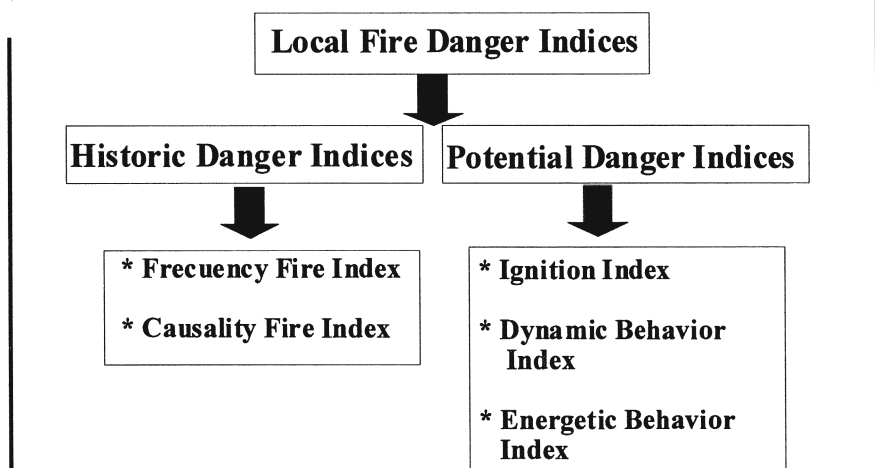 Local Fire Danger Indices
Historic Danger Indices
Potential Danger Indices
* Frecuency Fire Index
* Causality Fire Index
* Ignition Index
* Dynamic Behavior
Index
* Energetic Behavior
Index